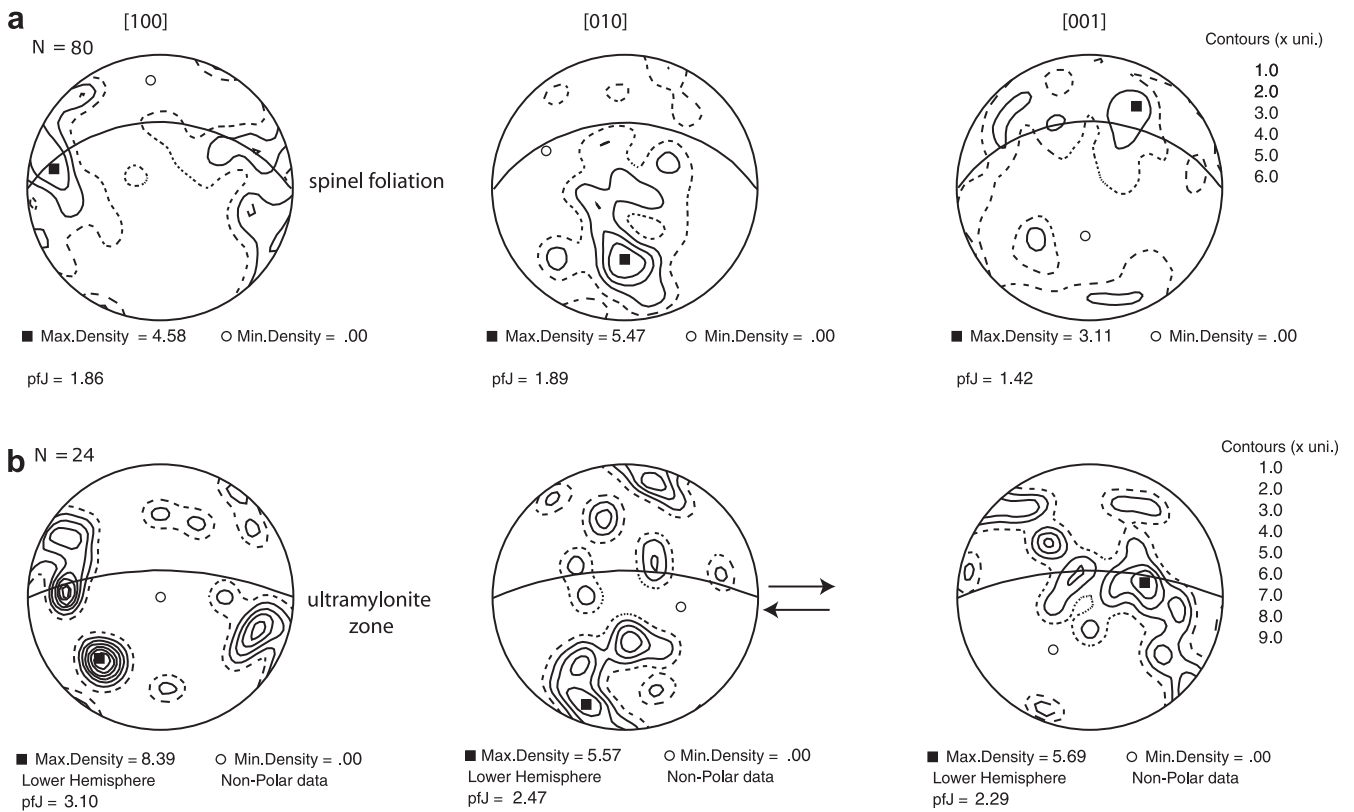 a
[100] [010] [001]
N = 80
Contours (x uni.)
1.0
2.0
3.0
4.0
5.0
6.0
spinel foliation
■ Max.Density = 4.58 ○ Min.Density = .00
■ Max.Density = 5.47 ○ Min.Density = .00
■ Max.Density = 3.11 ○ Min.Density = .00
pfJ = 1.86
pfJ = 1.89
pfJ = 1.42
b
N = 24
Contours (x uni.)
1.0
2.0
3.0
4.0
5.0
6.0
7.0
8.0
9.0
ultramylonite
zone
■ Max.Density = 8.39 ○ Min.Density = .00
Lower Hemisphere Non-Polar data
pfJ = 3.10
■ Max.Density = 5.57 ○ Min.Density = .00
Lower Hemisphere Non-Polar data
pfJ = 2.47
■ Max.Density = 5.69 ○ Min.Density = .00
Lower Hemisphere Non-Polar data
pfJ = 2.29